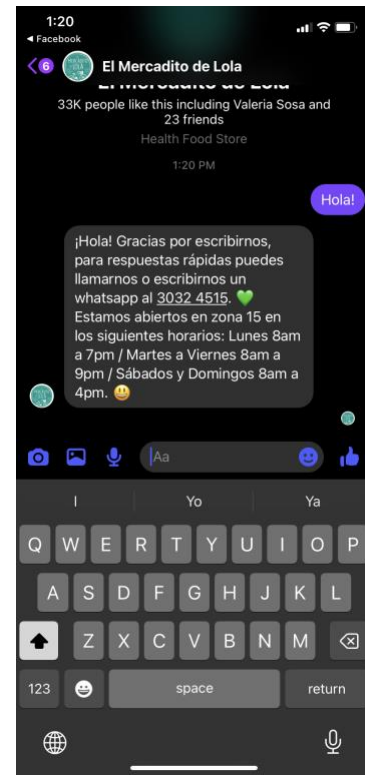 1:20
◀ Facebook
6
El Mercadito de Lola
33K people like this including Valeria Sosa and
23 friends
Health Food Store
1:20 PM
Hola!
¡Hola! Gracias por escribirnos,
para respuestas rápidas puedes
llamarnos o escribirnos un
whatsapp al 3032 4515. 💚
Estamos abiertos en zona 15 en
los siguientes horarios: Lunes 8am
a 7pm / Martes a Viernes 8am a
9pm / Sábados y Domingos 8am a
4pm. 😃
Aa
I Yo Ya
Q W E R T Y U I O P
A S D F G H J K L
Z X C V B N M
123 space return